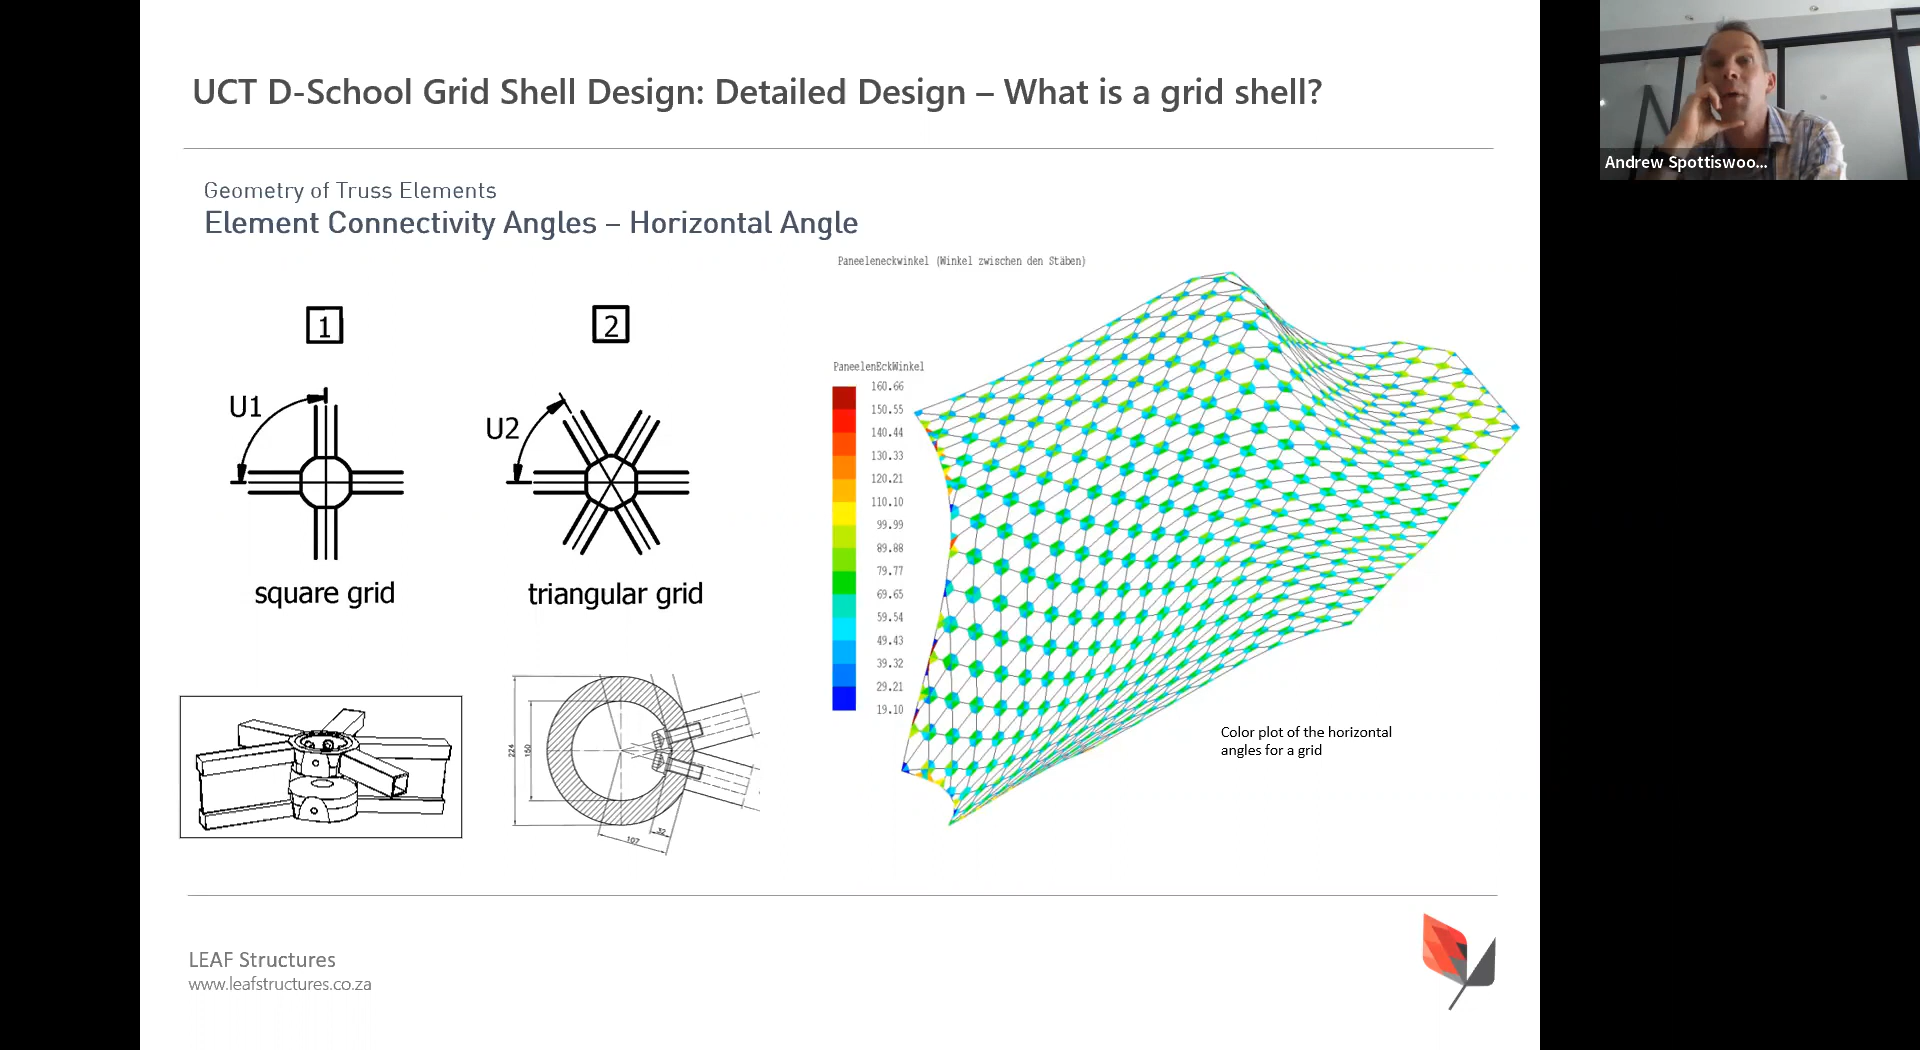 UCT D-School Grid Shell Design: Detailed Design – What is a grid shell?
Andrew Spottiswoo...
Geometry of Truss Elements
Element Connectivity Angles – Horizontal Angle
Paneeleneckwinkel (Winkel zwischen den Stäben)
1
2
U1
U2
square grid
triangular grid
PaneelenEckWinkel
160.66
150.55
140.44
130.33
120.21
110.10
99.99
89.88
79.77
69.65
59.54
49.43
39.32
29.21
19.10
224
150
107
32
Color plot of the horizontal
angles for a grid
LEAF Structures
www.leafstructures.co.za